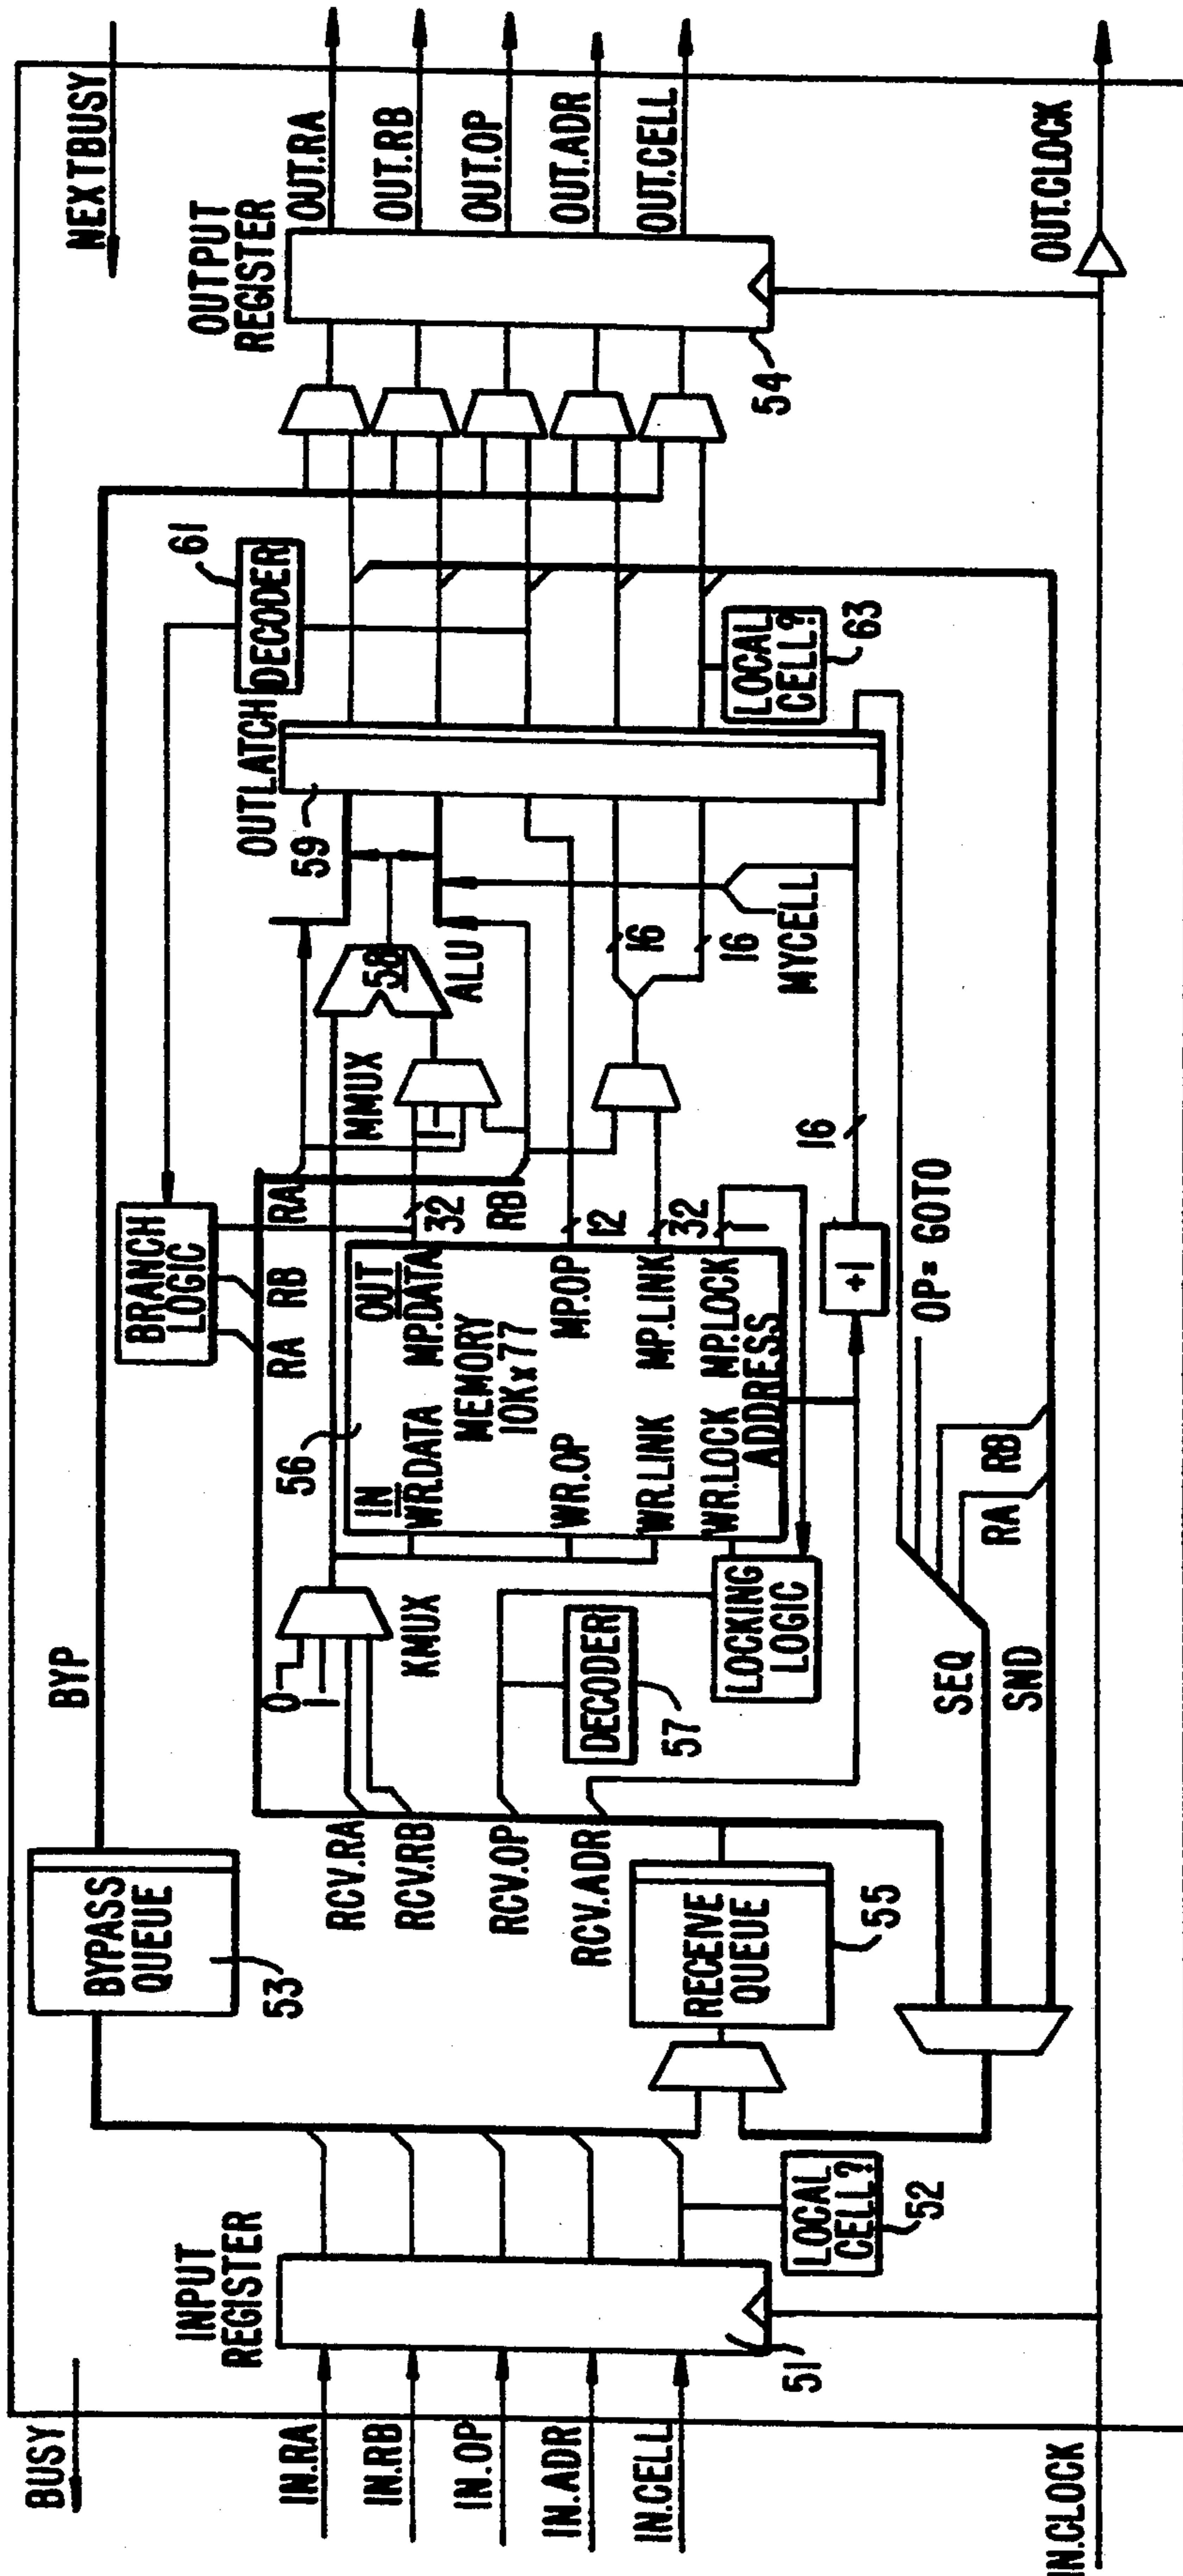 BUSY
NEXTBUSY
IN.RA
IN.RB
IN.OP
IN.ADR
IN.CELL
IN.CLOCK
INPUT
REGISTER
51
LOCAL
CELL?
52
BYPASS
QUEUE
53
BYP
RCV.RA
RCV.RB
RCV.OP
RCV.ADR
RECEIVE
QUEUE
55
0
1
KMUX
DECODER
57
LOCKING
LOGIC
SEQ
SND
BRANCH
LOGIC
RA
RB
RA
56
IN
OUT
WR.DATA
MP.DATA
MEMORY
10K x 77
WR.OP
MP.OP
WR.LINK
MP.LINK
WR.LOCK
MP.LOCK
ADDRESS
32
RB
12
32
1
+1
16
OP= GOTO
RA
RB
MMUX
1
58
ALU
16
16
MYCELL
OUTLATCH
59
DECODER
61
LOCAL
CELL?
63
OUTPUT
REGISTER
54
OUT.RA
OUT.RB
OUT.OP
OUT.ADR
OUT.CELL
OUT.CLOCK